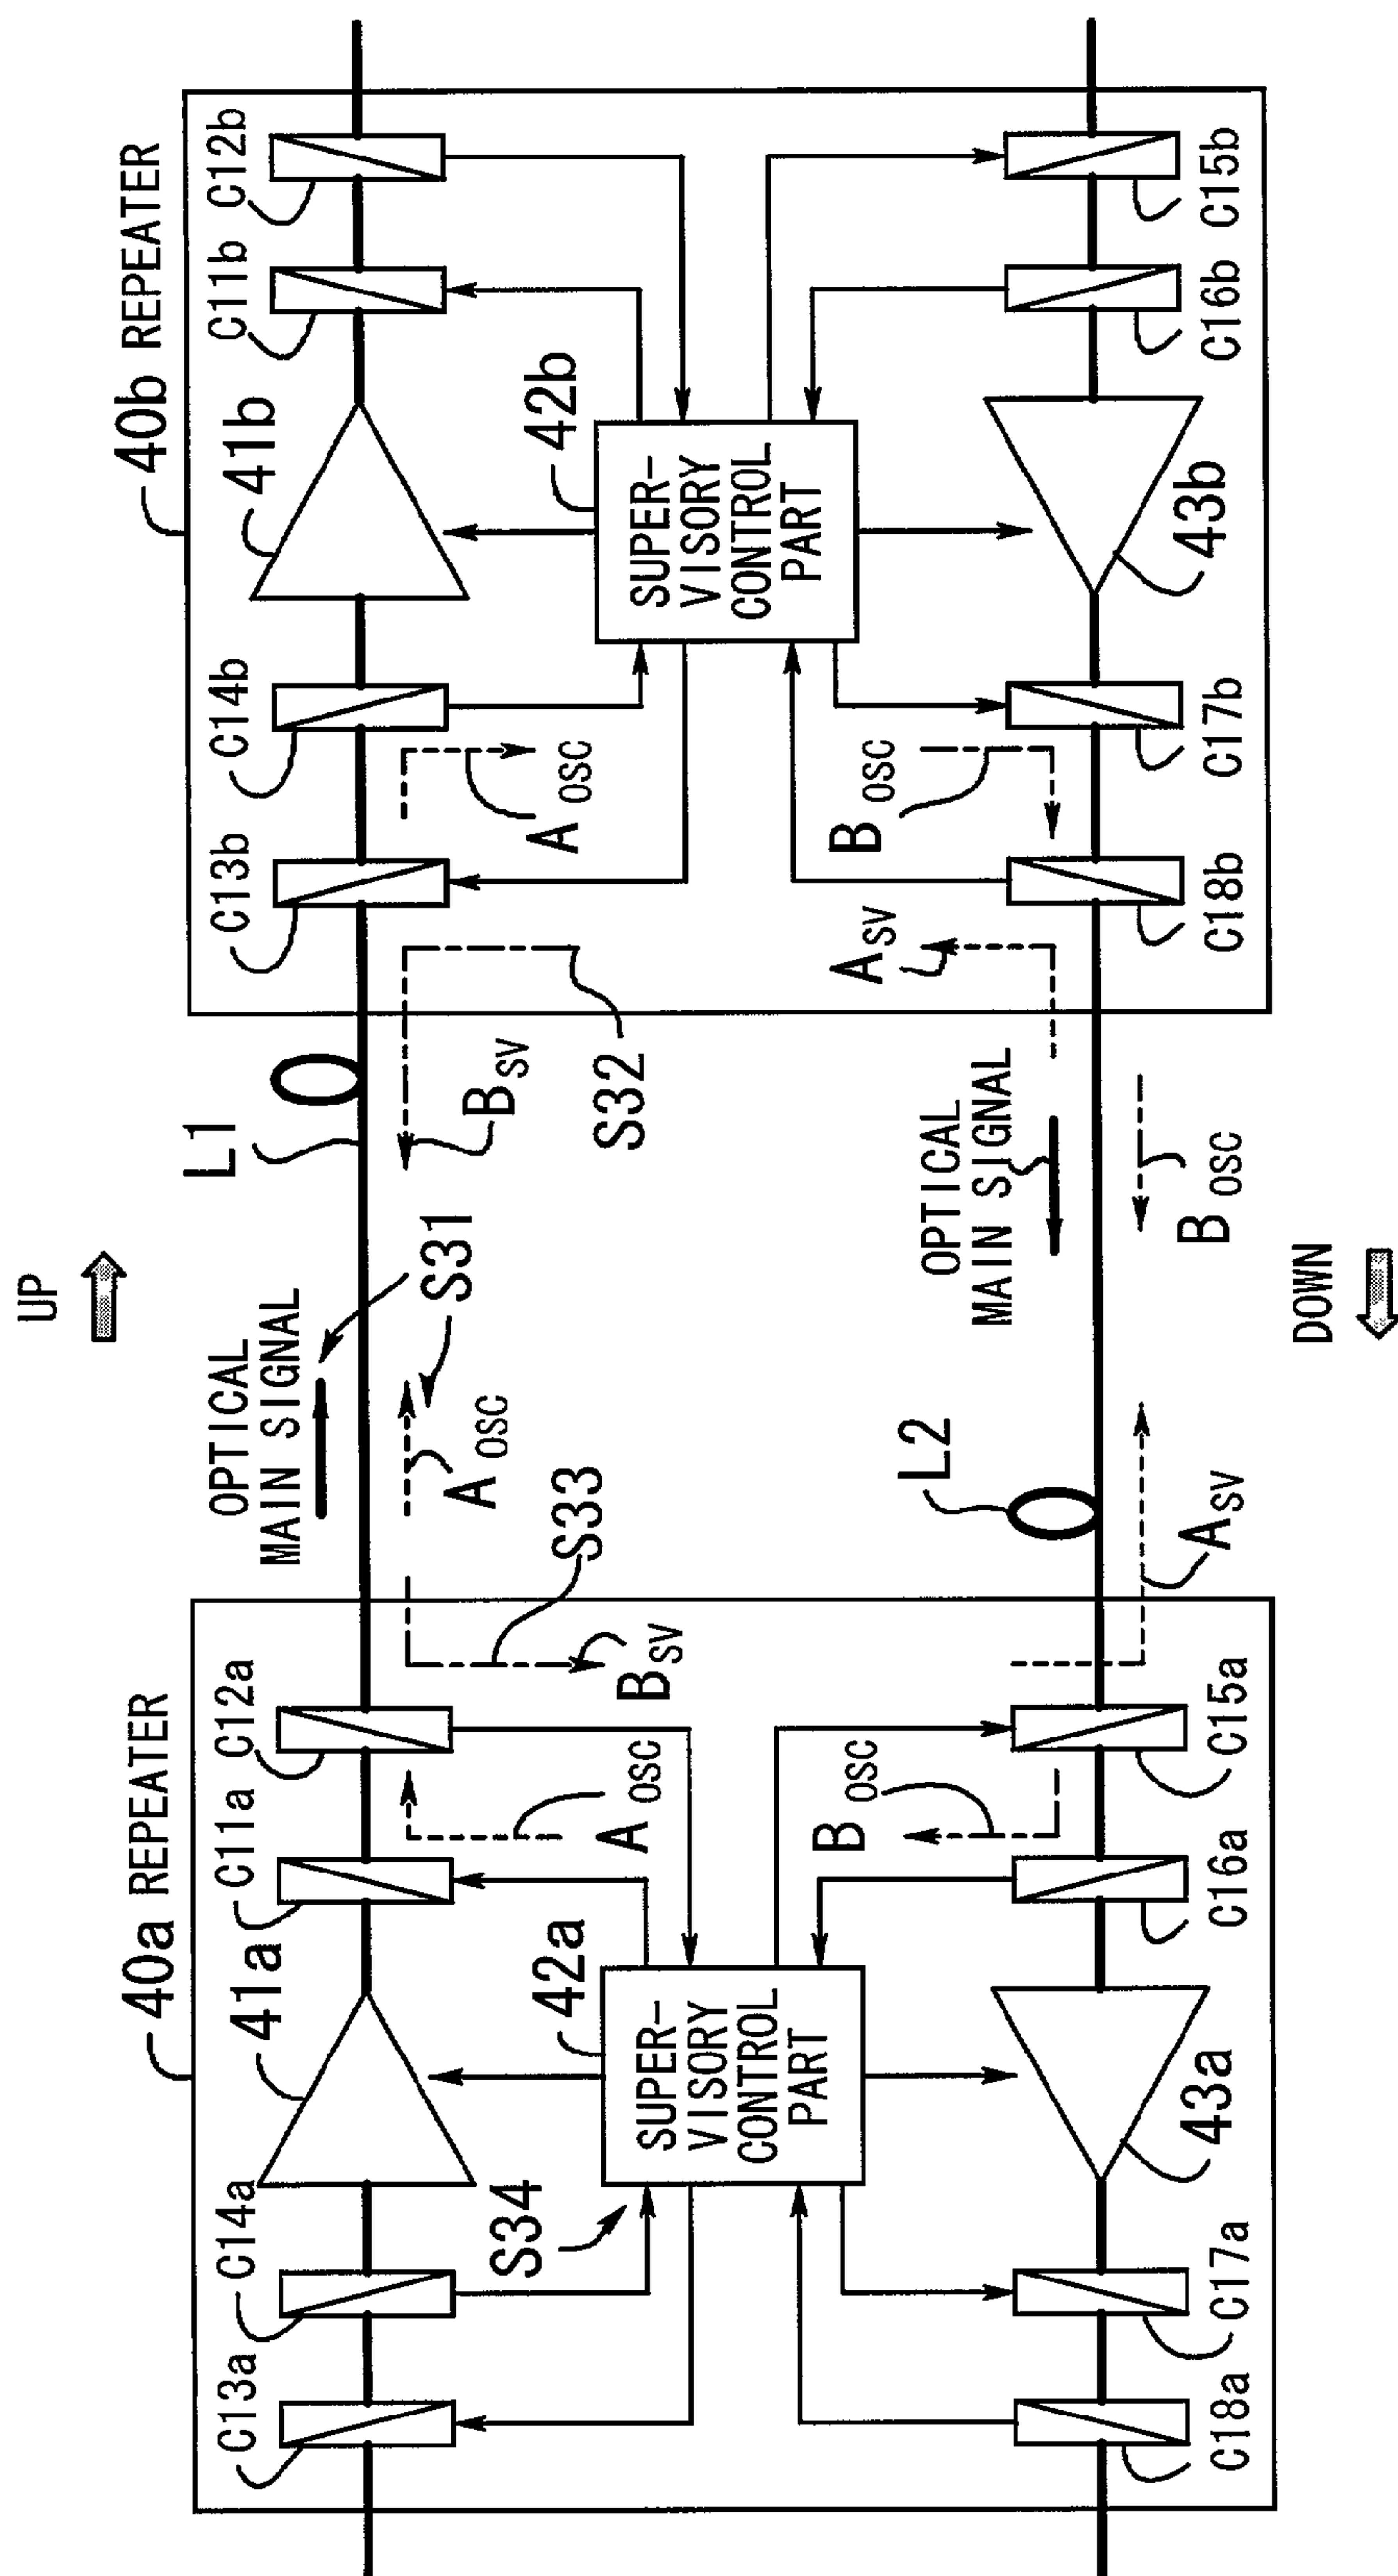 UP
40a REPEATER
40b REPEATER
C13a
C14a
41a
C11a
C12a
OPTICAL
MAIN SIGNAL
S31
L1
C13b
C14b
41b
C11b
C12b
S34
42a
SUPER-
VISORY
CONTROL
PART
A OSC
S33
B SV
A OSC
B SV
S32
A OSC
42b
SUPER-
VISORY
CONTROL
PART
B OSC
L2
OPTICAL
MAIN SIGNAL
A SV
B OSC
C18a
C17a
43a
C16a
C15a
A SV
B OSC
C18b
C17b
43b
C16b
C15b
DOWN